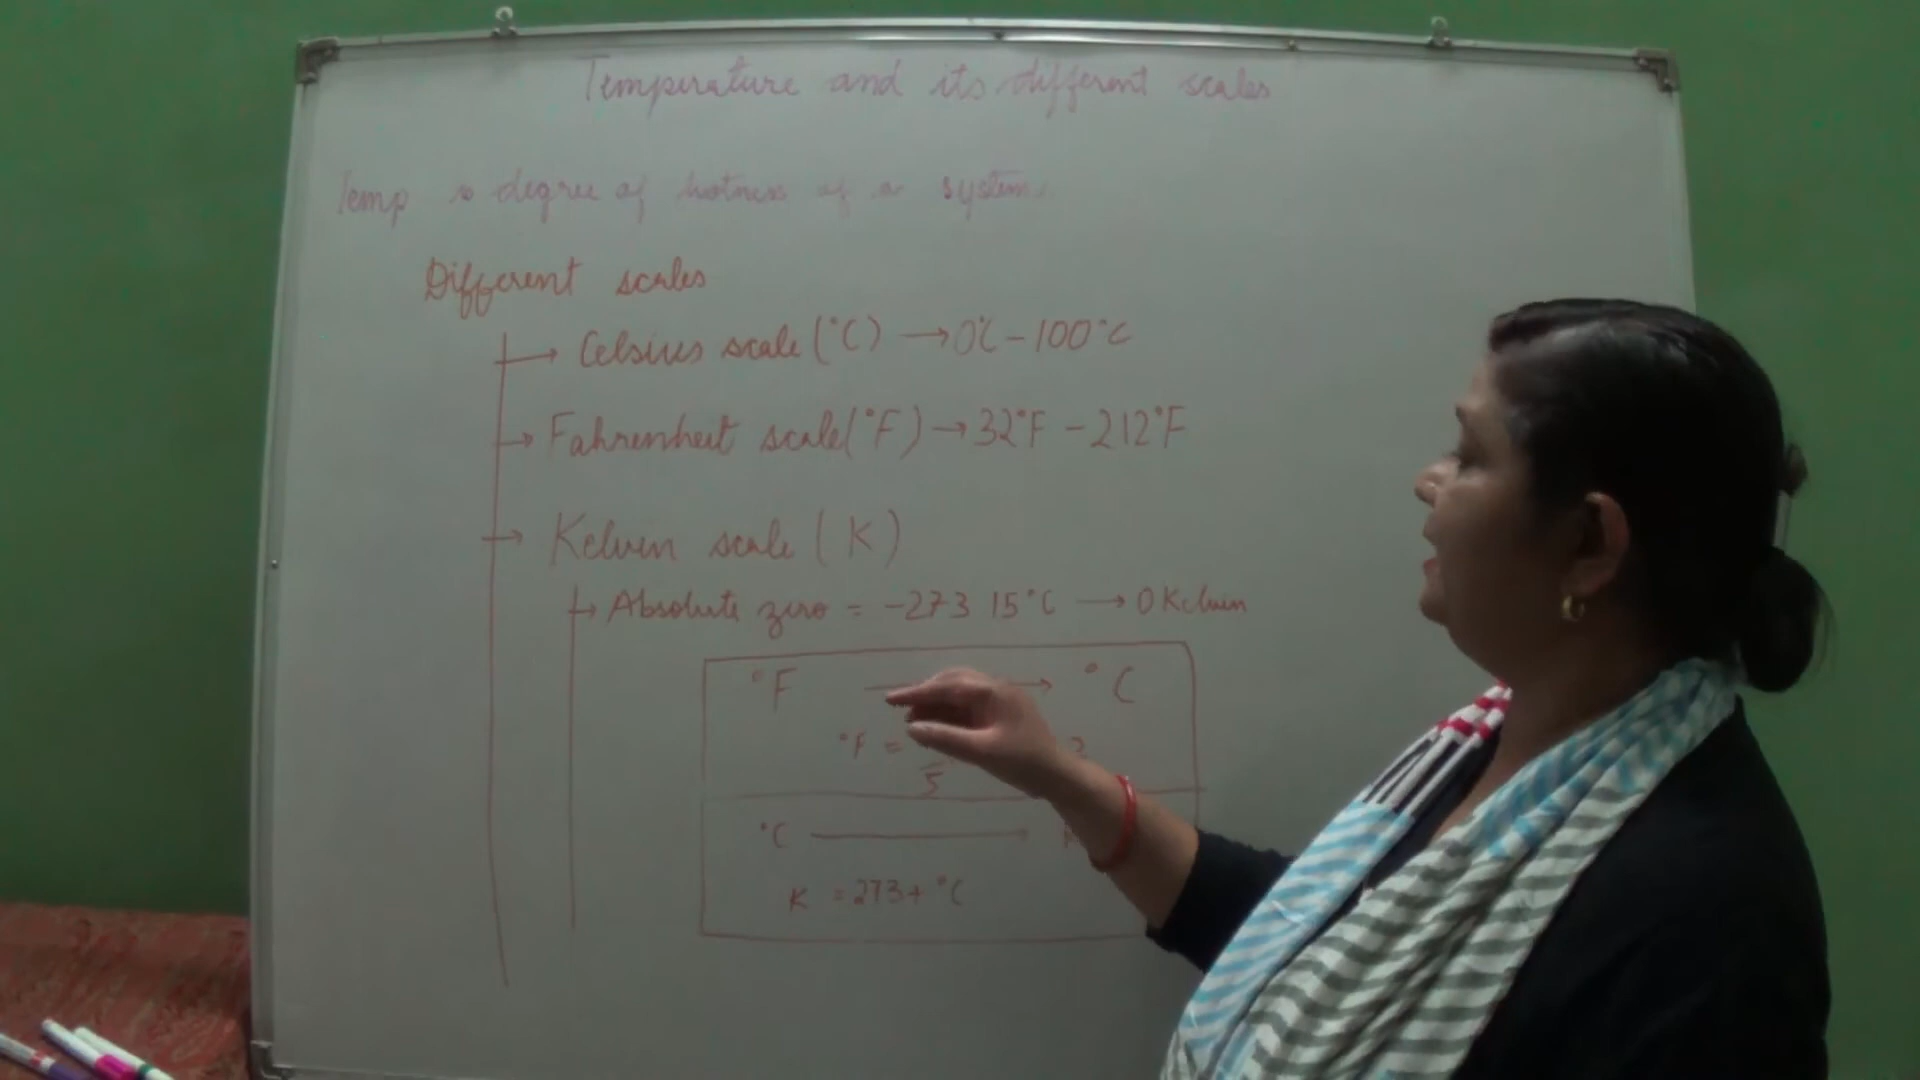 Temperature and its different scales
Temp → degree of hotness of a system.
Different scales
→ Celsius scale (°C) → 0°C - 100°C
→ Fahrenheit scale (°F) → 32°F - 212°F
→ Kelvin scale ( K )
→ Absolute zero = -273 15°C → 0 Kelvin
°F → °C
°F =
5
°C
K = 273 + °C